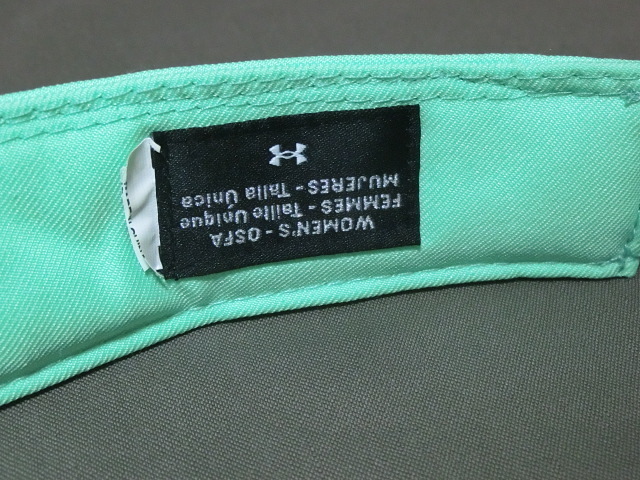 WOMEN'S - OSFA
FEMMES - Taille Unique
MUJERES - Talla Única